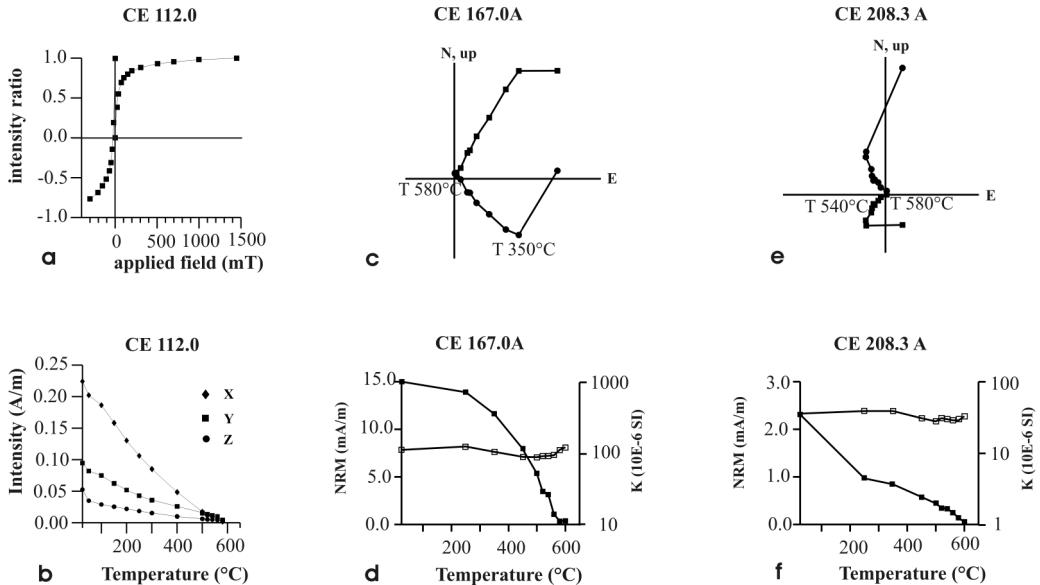 CE 112.0
intensity ratio
1.0
0.5
0.0
-0.5
-1.0
0 500 1000 1500
applied field (mT)
a
CE 167.0A
N, up
E
T 580°C
T 350°C
c
CE 208.3 A
N, up
E
T 540°C
T 580°C
e
CE 112.0
Intensity (A/m)
0.25
0.20
0.15
0.10
0.05
0.00
X
Y
Z
200 400 600
Temperature (°C)
b
CE 167.0A
NRM (mA/m)
15.0
10.0
5.0
0.0
1000
100
10
K (10E-6 SI)
200 400 600
Temperature (°C)
d
CE 208.3 A
NRM (mA/m)
3.0
2.0
1.0
0.0
100
10
1
K (10E-6 SI)
200 400 600
Temperature (°C)
f